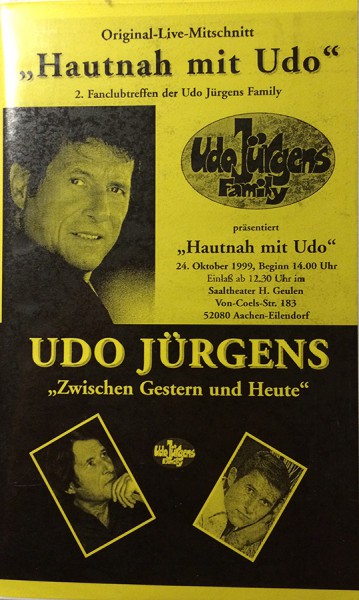 Original-Live-Mitschnitt
„Hautnah mit Udo“
2. Fanclubtreffen der Udo Jürgens Family
Udo Jürgens
Family
präsentiert
„Hautnah mit Udo“
24. Oktober 1999, Beginn 14.00 Uhr
Einlaß ab 12.30 Uhr im
Saaltheater H. Geulen
Von-Coels-Str. 183
52080 Aachen-Eilendorf
UDO JÜRGENS
„Zwischen Gestern und Heute“
Udo Jürgens
Family